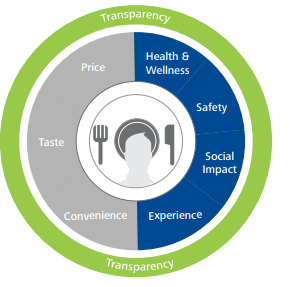 Transparency
Price
Health &
Wellness
Safety
Taste
Social
Impact
Convenience
Experience
Transparency